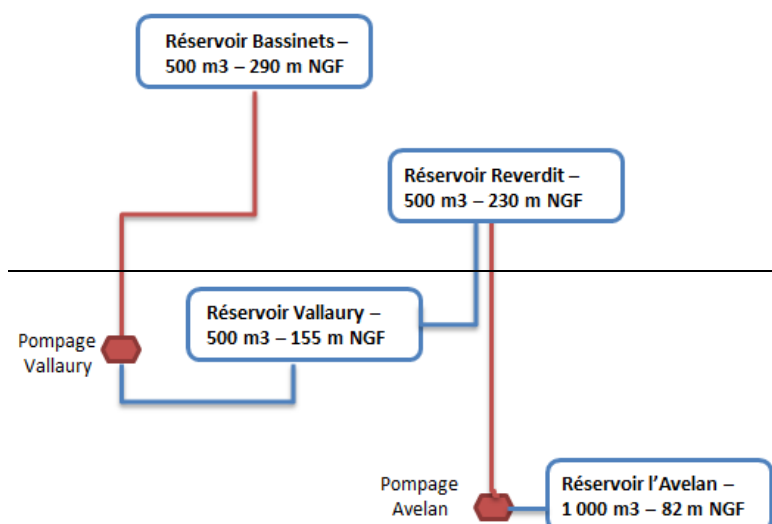 Réservoir Bassinets –
500 m3 – 290 m NGF
Réservoir Reverdit –
500 m3 – 230 m NGF
Réservoir Vallaury –
500 m3 – 155 m NGF
Pompage
Vallaury
Pompage
Avelan
Réservoir l'Avelan –
1 000 m3 – 82 m NGF